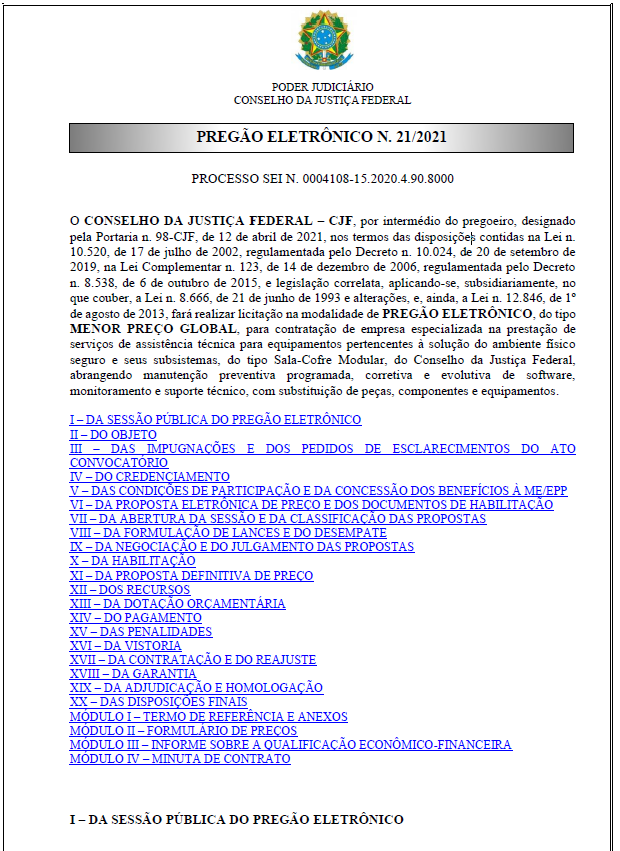 PODER JUDICIÁRIO
CONSELHO DA JUSTIÇA FEDERAL
PREGÃO ELETRÔNICO N. 21/2021
PROCESSO SEI N. 0004108-15.2020.4.90.8000
O CONSELHO DA JUSTIÇA FEDERAL – CJF, por intermédio do pregoeiro, designado
pela Portaria n. 98-CJF, de 12 de abril de 2021, nos termos das disposições contidas na Lei n.
10.520, de 17 de julho de 2002, regulamentada pelo Decreto n. 10.024, de 20 de setembro de
2019, na Lei Complementar n. 123, de 14 de dezembro de 2006, regulamentada pelo Decreto
n. 8.538, de 6 de outubro de 2015, e legislação correlata, aplicando-se, subsidiariamente, no
que couber, a Lei n. 8.666, de 21 de junho de 1993 e alterações, e, ainda, a Lei n. 12.846, de 1º
de agosto de 2013, fará realizar licitação na modalidade de PREGÃO ELETRÔNICO, do tipo
MENOR PREÇO GLOBAL, para contratação de empresa especializada na prestação de
serviços de assistência técnica para equipamentos pertencentes à solução do ambiente físico
seguro e seus subsistemas, do tipo Sala-Cofre Modular, do Conselho da Justiça Federal,
abrangendo manutenção preventiva programada, corretiva e evolutiva de software,
monitoramento e suporte técnico, com substituição de peças, componentes e equipamentos.
I – DA SESSÃO PÚBLICA DO PREGÃO ELETRÔNICO
II – DO OBJETO
III – DAS IMPUGNAÇÕES E DOS PEDIDOS DE ESCLARECIMENTOS DO ATO
CONVOCATÓRIO
IV – DO CREDENCIAMENTO
V – DAS CONDIÇÕES DE PARTICIPAÇÃO E DA CONCESSÃO DOS BENEFÍCIOS À ME/EPP
VI – DA PROPOSTA ELETRÔNICA DE PREÇO E DOS DOCUMENTOS DE HABILITAÇÃO
VII – DA ABERTURA DA SESSÃO E DA CLASSIFICAÇÃO DAS PROPOSTAS
VIII – DA FORMULAÇÃO DE LANCES E DO DESEMPATE
IX – DA NEGOCIAÇÃO E DO JULGAMENTO DAS PROPOSTAS
X – DA HABILITAÇÃO
XI – DA PROPOSTA DEFINITIVA DE PREÇO
XII – DOS RECURSOS
XIII – DA DOTAÇÃO ORÇAMENTÁRIA
XIV – DO PAGAMENTO
XV – DAS PENALIDADES
XVI – DA VISTORIA
XVII – DA CONTRATAÇÃO E DO REAJUSTE
XVIII – DA GARANTIA
XIX – DA ADJUDICAÇÃO E HOMOLOGAÇÃO
XX – DAS DISPOSIÇÕES FINAIS
MÓDULO I – TERMO DE REFERÊNCIA E ANEXOS
MÓDULO II – FORMULÁRIO DE PREÇOS
MÓDULO III – INFORME SOBRE A QUALIFICAÇÃO ECONÔMICO-FINANCEIRA
MÓDULO IV – MINUTA DE CONTRATO
I – DA SESSÃO PÚBLICA DO PREGÃO ELETRÔNICO